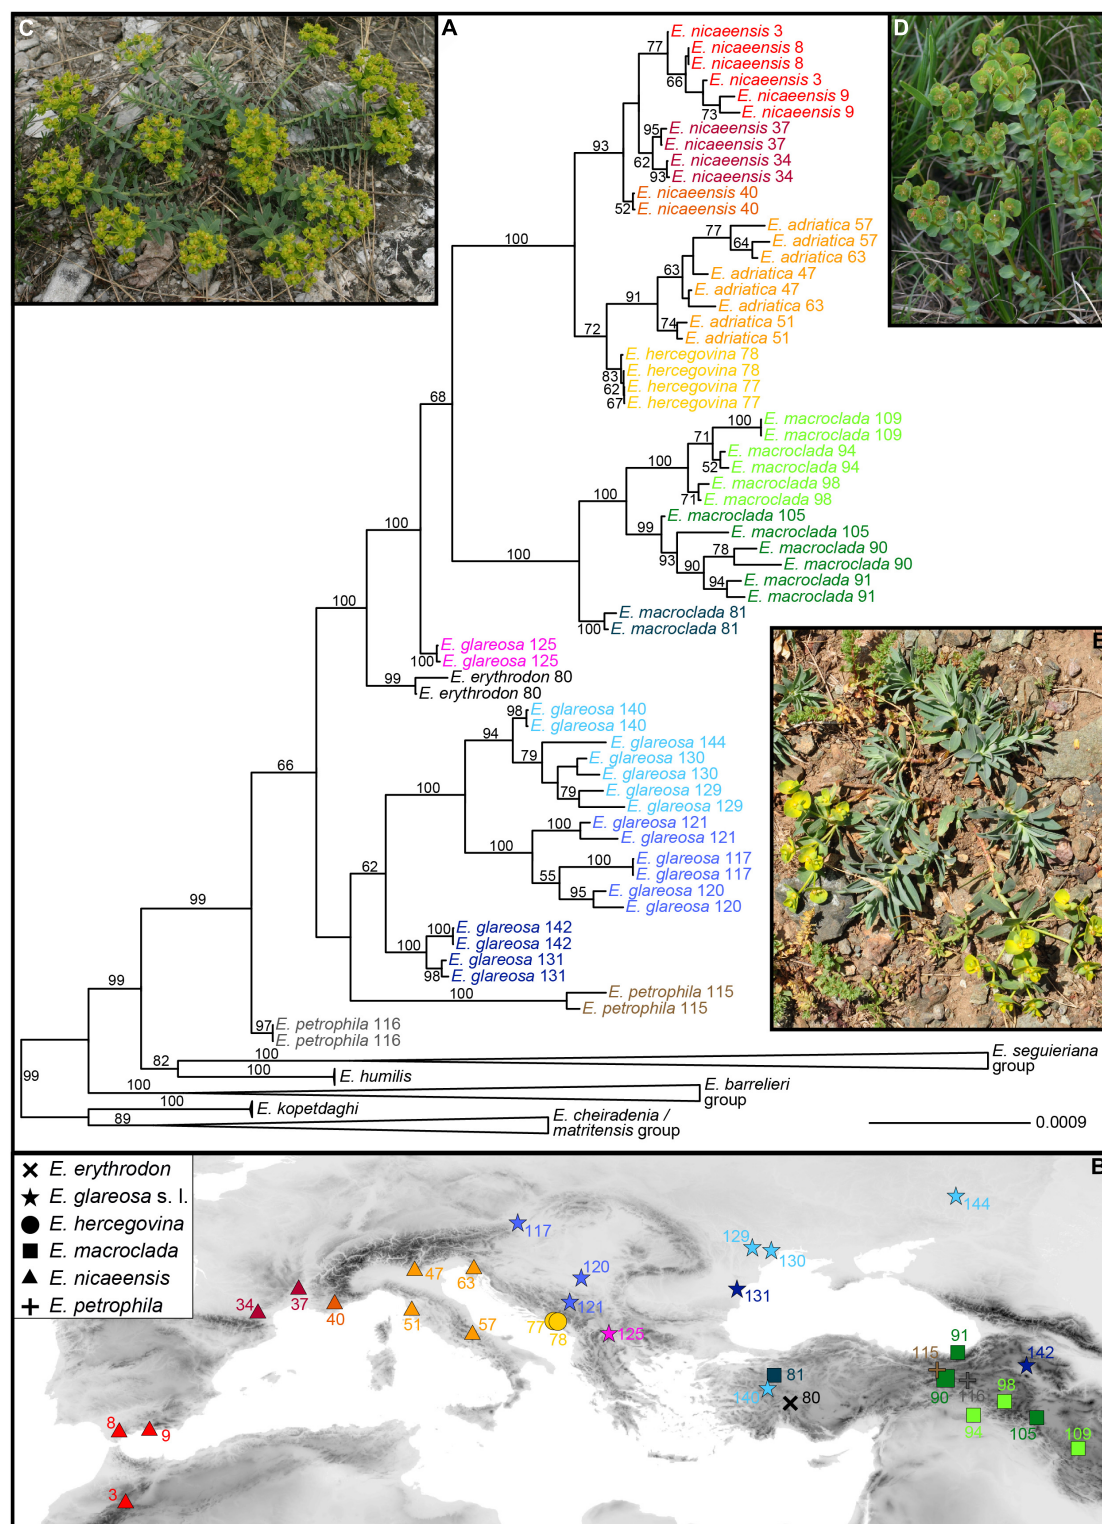 C
A
D
E. nicaeensis 3
77
E. nicaeensis 8
E. nicaeensis 8
66
E. nicaeensis 3
E. nicaeensis 9
73
E. nicaeensis 9
95
E. nicaeensis 37
93
E. nicaeensis 37
62
E. nicaeensis 34
93
E. nicaeensis 34
E. nicaeensis 40
52
E. nicaeensis 40
77
E. adriatica 57
100
64
E. adriatica 57
E. adriatica 63
63
E. adriatica 47
91
E. adriatica 47
E. adriatica 63
74
E. adriatica 51
72
E. adriatica 51
E. hercegovina 78
83
E. hercegovina 78
62
E. hercegovina 77
67
E. hercegovina 77
68
100
E. macroclada 109
E. macroclada 109
71
E. macroclada 94
100
52
E. macroclada 94
E. macroclada 98
100
71
E. macroclada 98
E. macroclada 105
100
99
E. macroclada 105
78
E. macroclada 90
100
93
90
E. macroclada 90
94
E. macroclada 91
E. macroclada 91
100
E. macroclada 81
100
E. macroclada 81
E. glareosa 125
100
E. glareosa 125
99
E. erythrodon 80
E. erythrodon 80
98
E. glareosa 140
E. glareosa 140
94
E. glareosa 144
79
E. glareosa 130
66
E. glareosa 130
100
79
E. glareosa 129
E. glareosa 129
100
E. glareosa 121
100
E. glareosa 121
100
E. glareosa 117
62
55
E. glareosa 117
95
E. glareosa 120
99
E. glareosa 120
100
E. glareosa 142
100
E. glareosa 142
E. glareosa 131
98
E. glareosa 131
99
100
E. petrophila 115
E. petrophila 115
97
E. petrophila 116
E. petrophila 116
99
82
100
E. seguieriana
group
100
E. humilis
100
E. barrelieri
group
100
E. kopetdaghi
89
E. cheiradenia /
matritensis group
0.0009
E. erythrodon
E. glareosa s. l.
E. hercegovina
E. macroclada
E. nicaeensis
E. petrophila
144
117
129
130
120
47
63
131
37
34
40
51
121
57
77
78
125
91
115
142
81
140
80
90
116
98
8
9
94
105
109
3